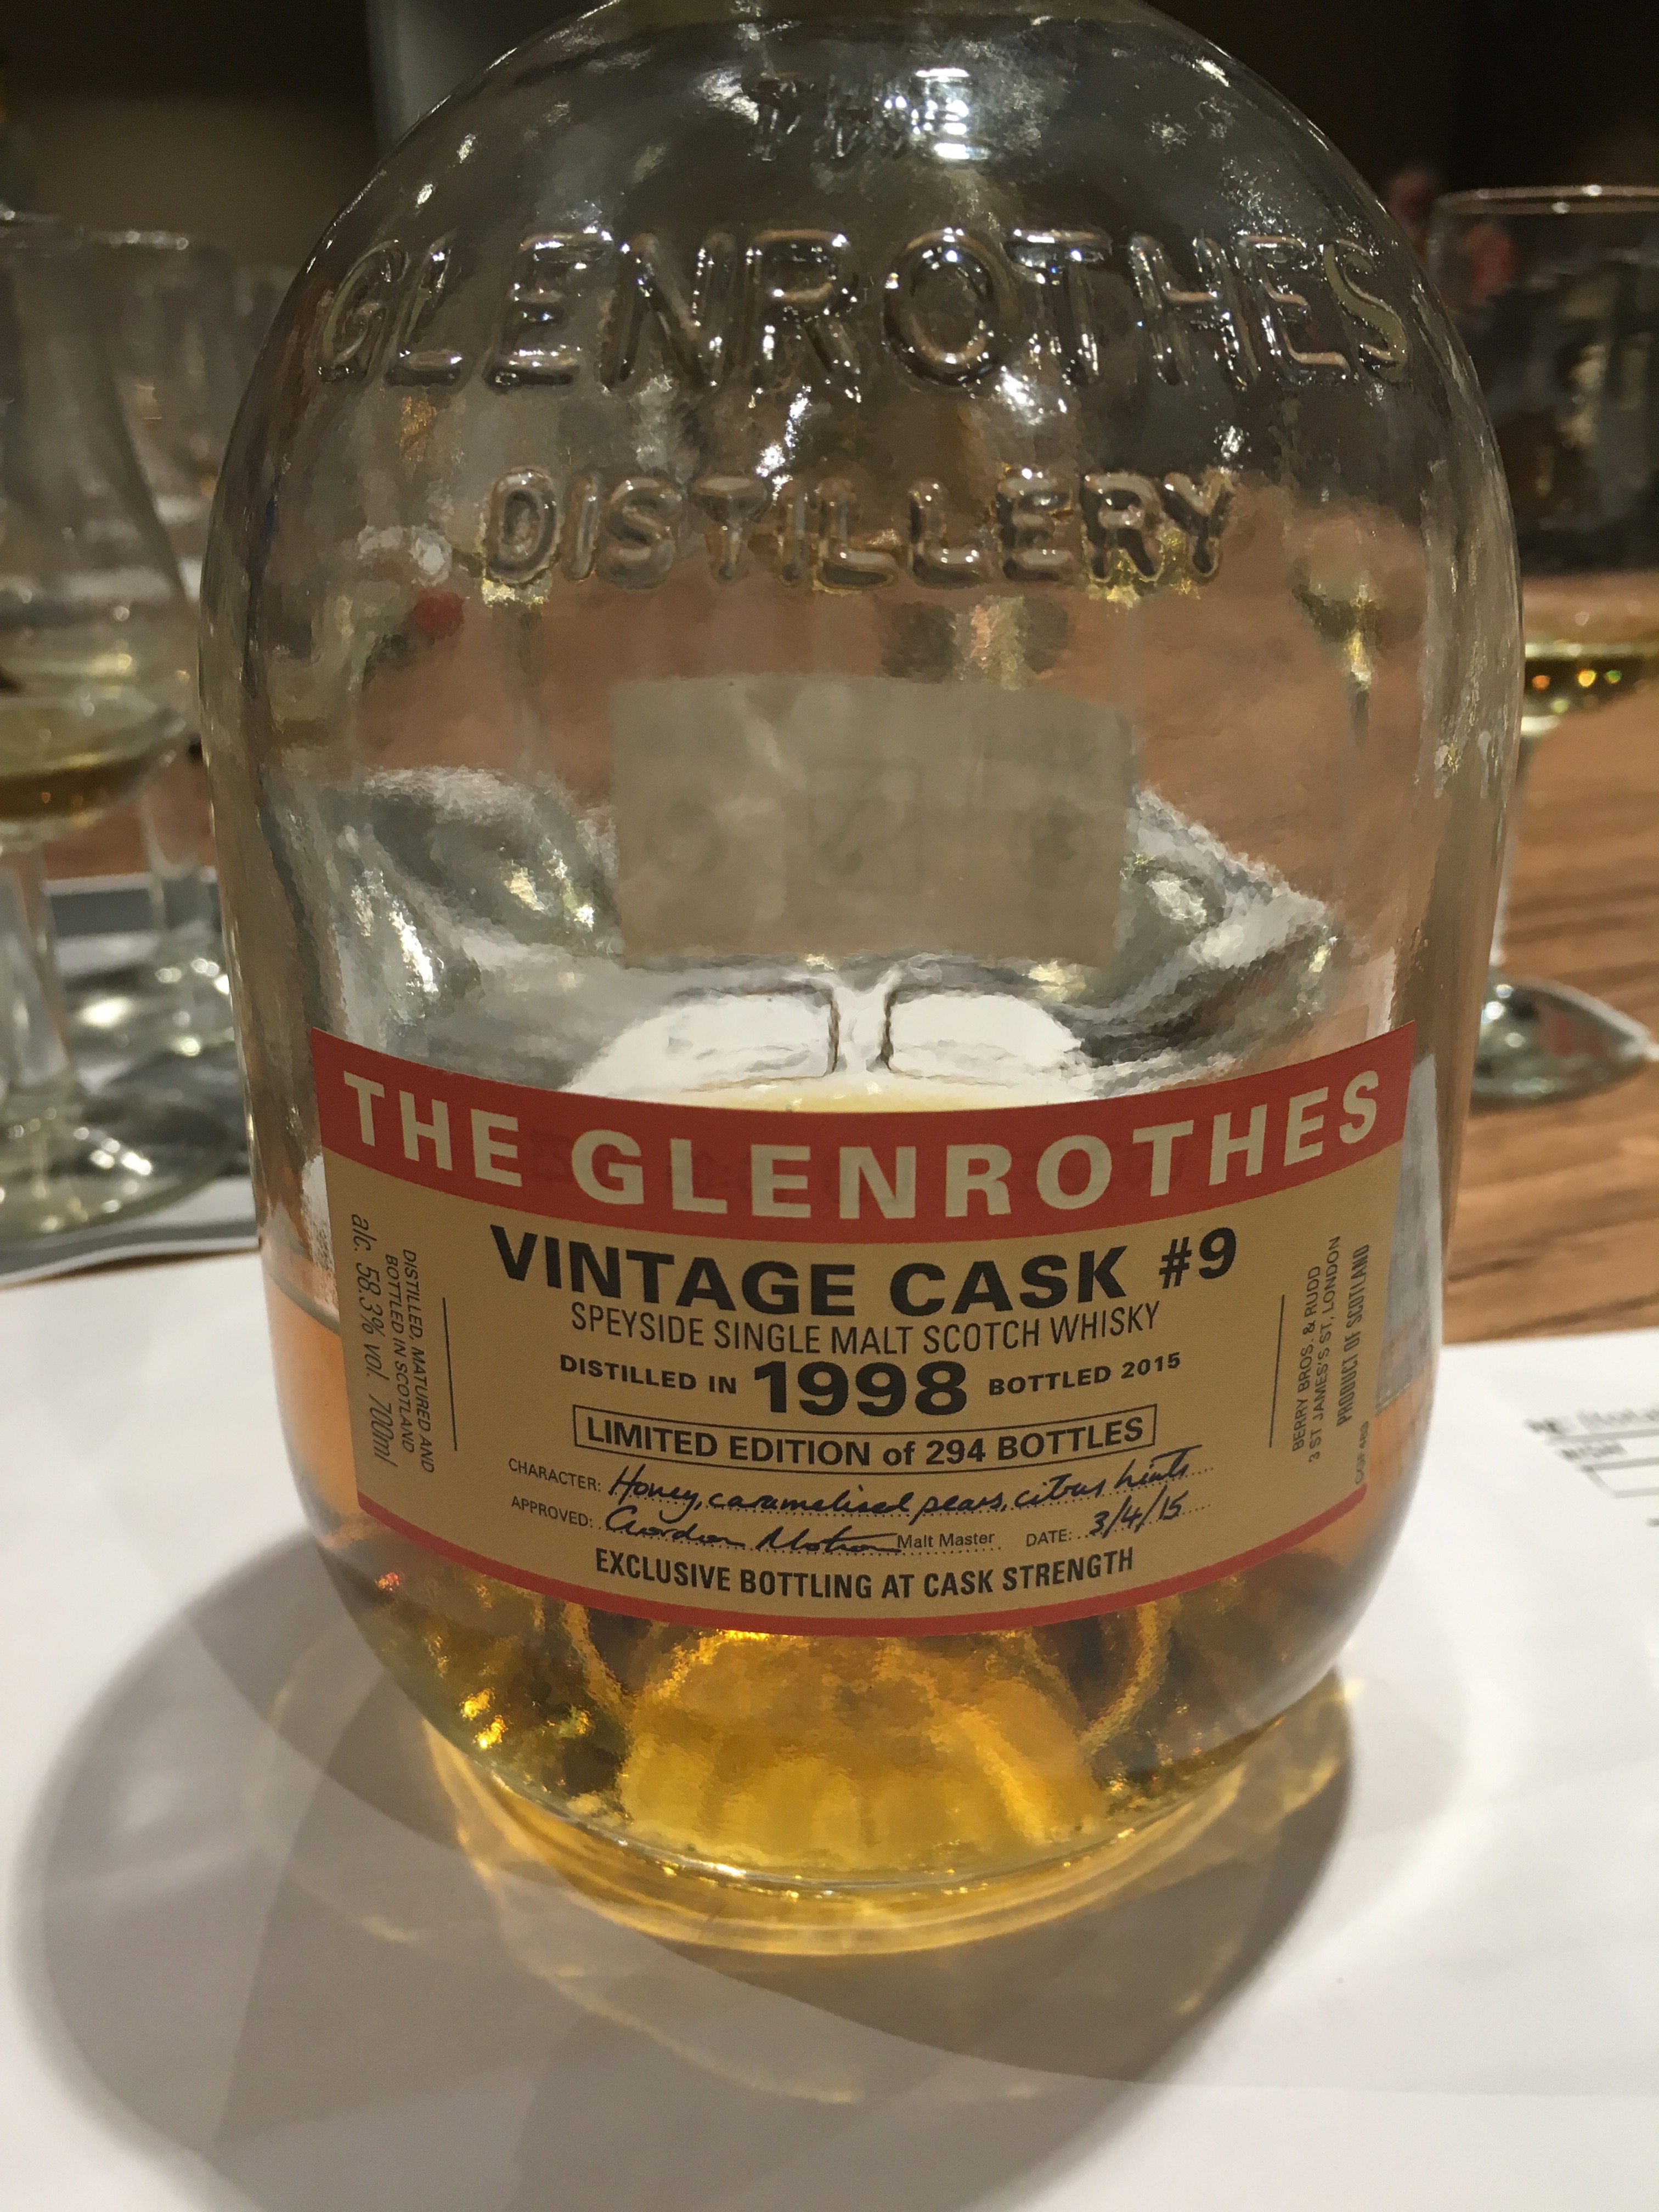 THE
GLENROTHES
DISTILLERY
THE GLENROTHES
VINTAGE CASK #9
SPEYSIDE SINGLE MALT SCOTCH WHISKY
DISTILLED IN 1998 BOTTLED 2015
LIMITED EDITION of 294 BOTTLES
CHARACTER: Honey, caramelised pears, citrus hints
APPROVED: Gordon Motion Malt Master DATE: 3/4/15
EXCLUSIVE BOTTLING AT CASK STRENGTH
DISTILLED, MATURED AND
BOTTLED IN SCOTLAND
alc. 58.3% vol. 700ml
BERRY BROS. & RUDD
3 ST JAMES'S ST, LONDON
PRODUCT OF SCOTLAND